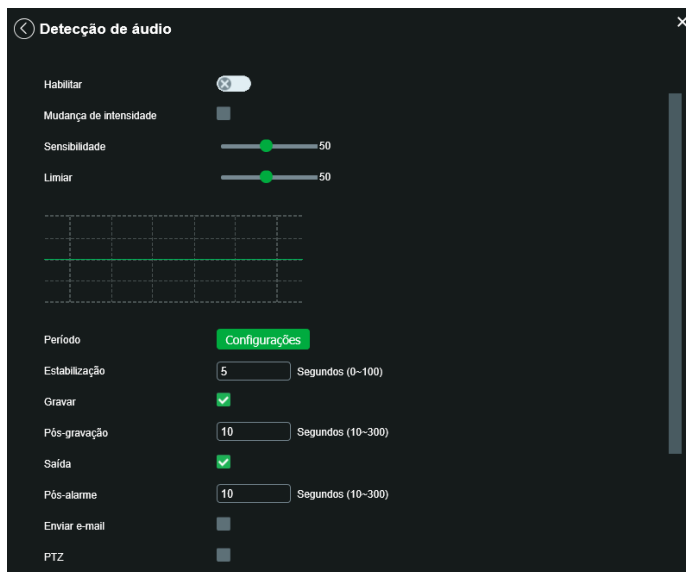 Detecção de áudio
Habilitar
Mudança de intensidade
Sensibilidade 50
Limiar 50
Período Configurações
Estabilização 5 Segundos (0~100)
Gravar
Pós-gravação 10 Segundos (10~300)
Saída
Pós-alarme 10 Segundos (10~300)
Enviar e-mail
PTZ